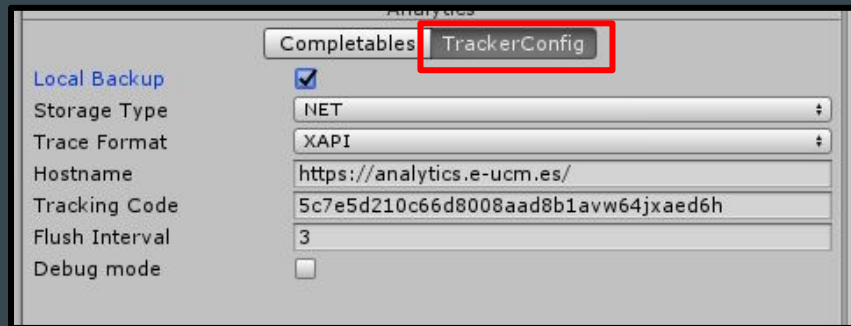 Analytics
Completables TrackerConfig
Local Backup
Storage Type NET
Trace Format XAPI
Hostname https://analytics.e-ucm.es/
Tracking Code 5c7e5d210c66d8008aad8b1avw64jxaed6h
Flush Interval 3
Debug mode